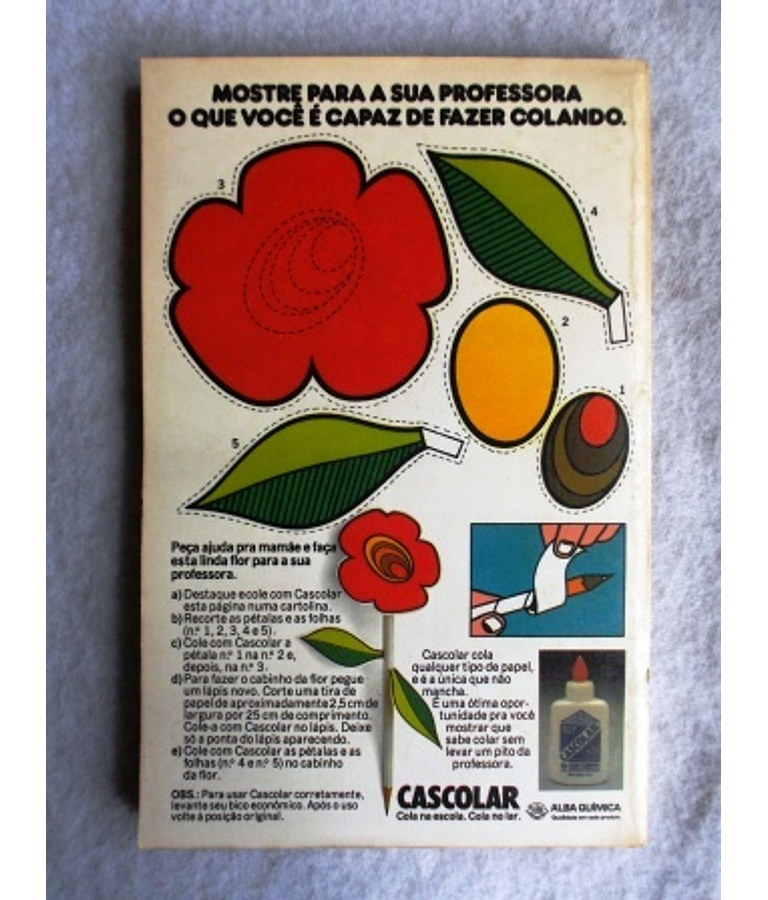 MOSTRE PARA A SUA PROFESSORA
O QUE VOCÊ É CAPAZ DE FAZER COLANDO.
3
4
2
1
5
Peça ajuda pra mamãe e faça
esta linda flor para a sua
professora.
a) Destaque e cole com Cascolar
esta página numa cartolina.
b) Recorte as pétalas e as folhas
(n.º 1, 2, 3, 4 e 5).
c) Cole com Cascolar a
pétala n.º 1 na n.º 2 e,
depois, na n.º 3.
d) Para fazer o cabinho da flor pegue
um lápis novo. Corte uma tira de
papel de aproximadamente 2,5 cm de
largura por 25 cm de comprimento.
Cole-a com Cascolar no lápis. Deixe
só a ponta do lápis aparecendo.
e) Cole com Cascolar as pétalas e as
folhas (n.º 4 e n.º 5) no cabinho
da flor.
OBS.: Para usar Cascolar corretamente,
levante seu bico econômico. Após o uso
volte à posição original.
Cascolar cola
qualquer tipo de papel,
e é a única que não
mancha.
É uma ótima opor-
tunidade pra você
mostrar que
sabe colar sem
levar um pito da
professora.
CASCOLAR
CASCOLAR
Cola na escola. Cola no lar.
ALBA QUÍMICA
Qualidade em cada produto.